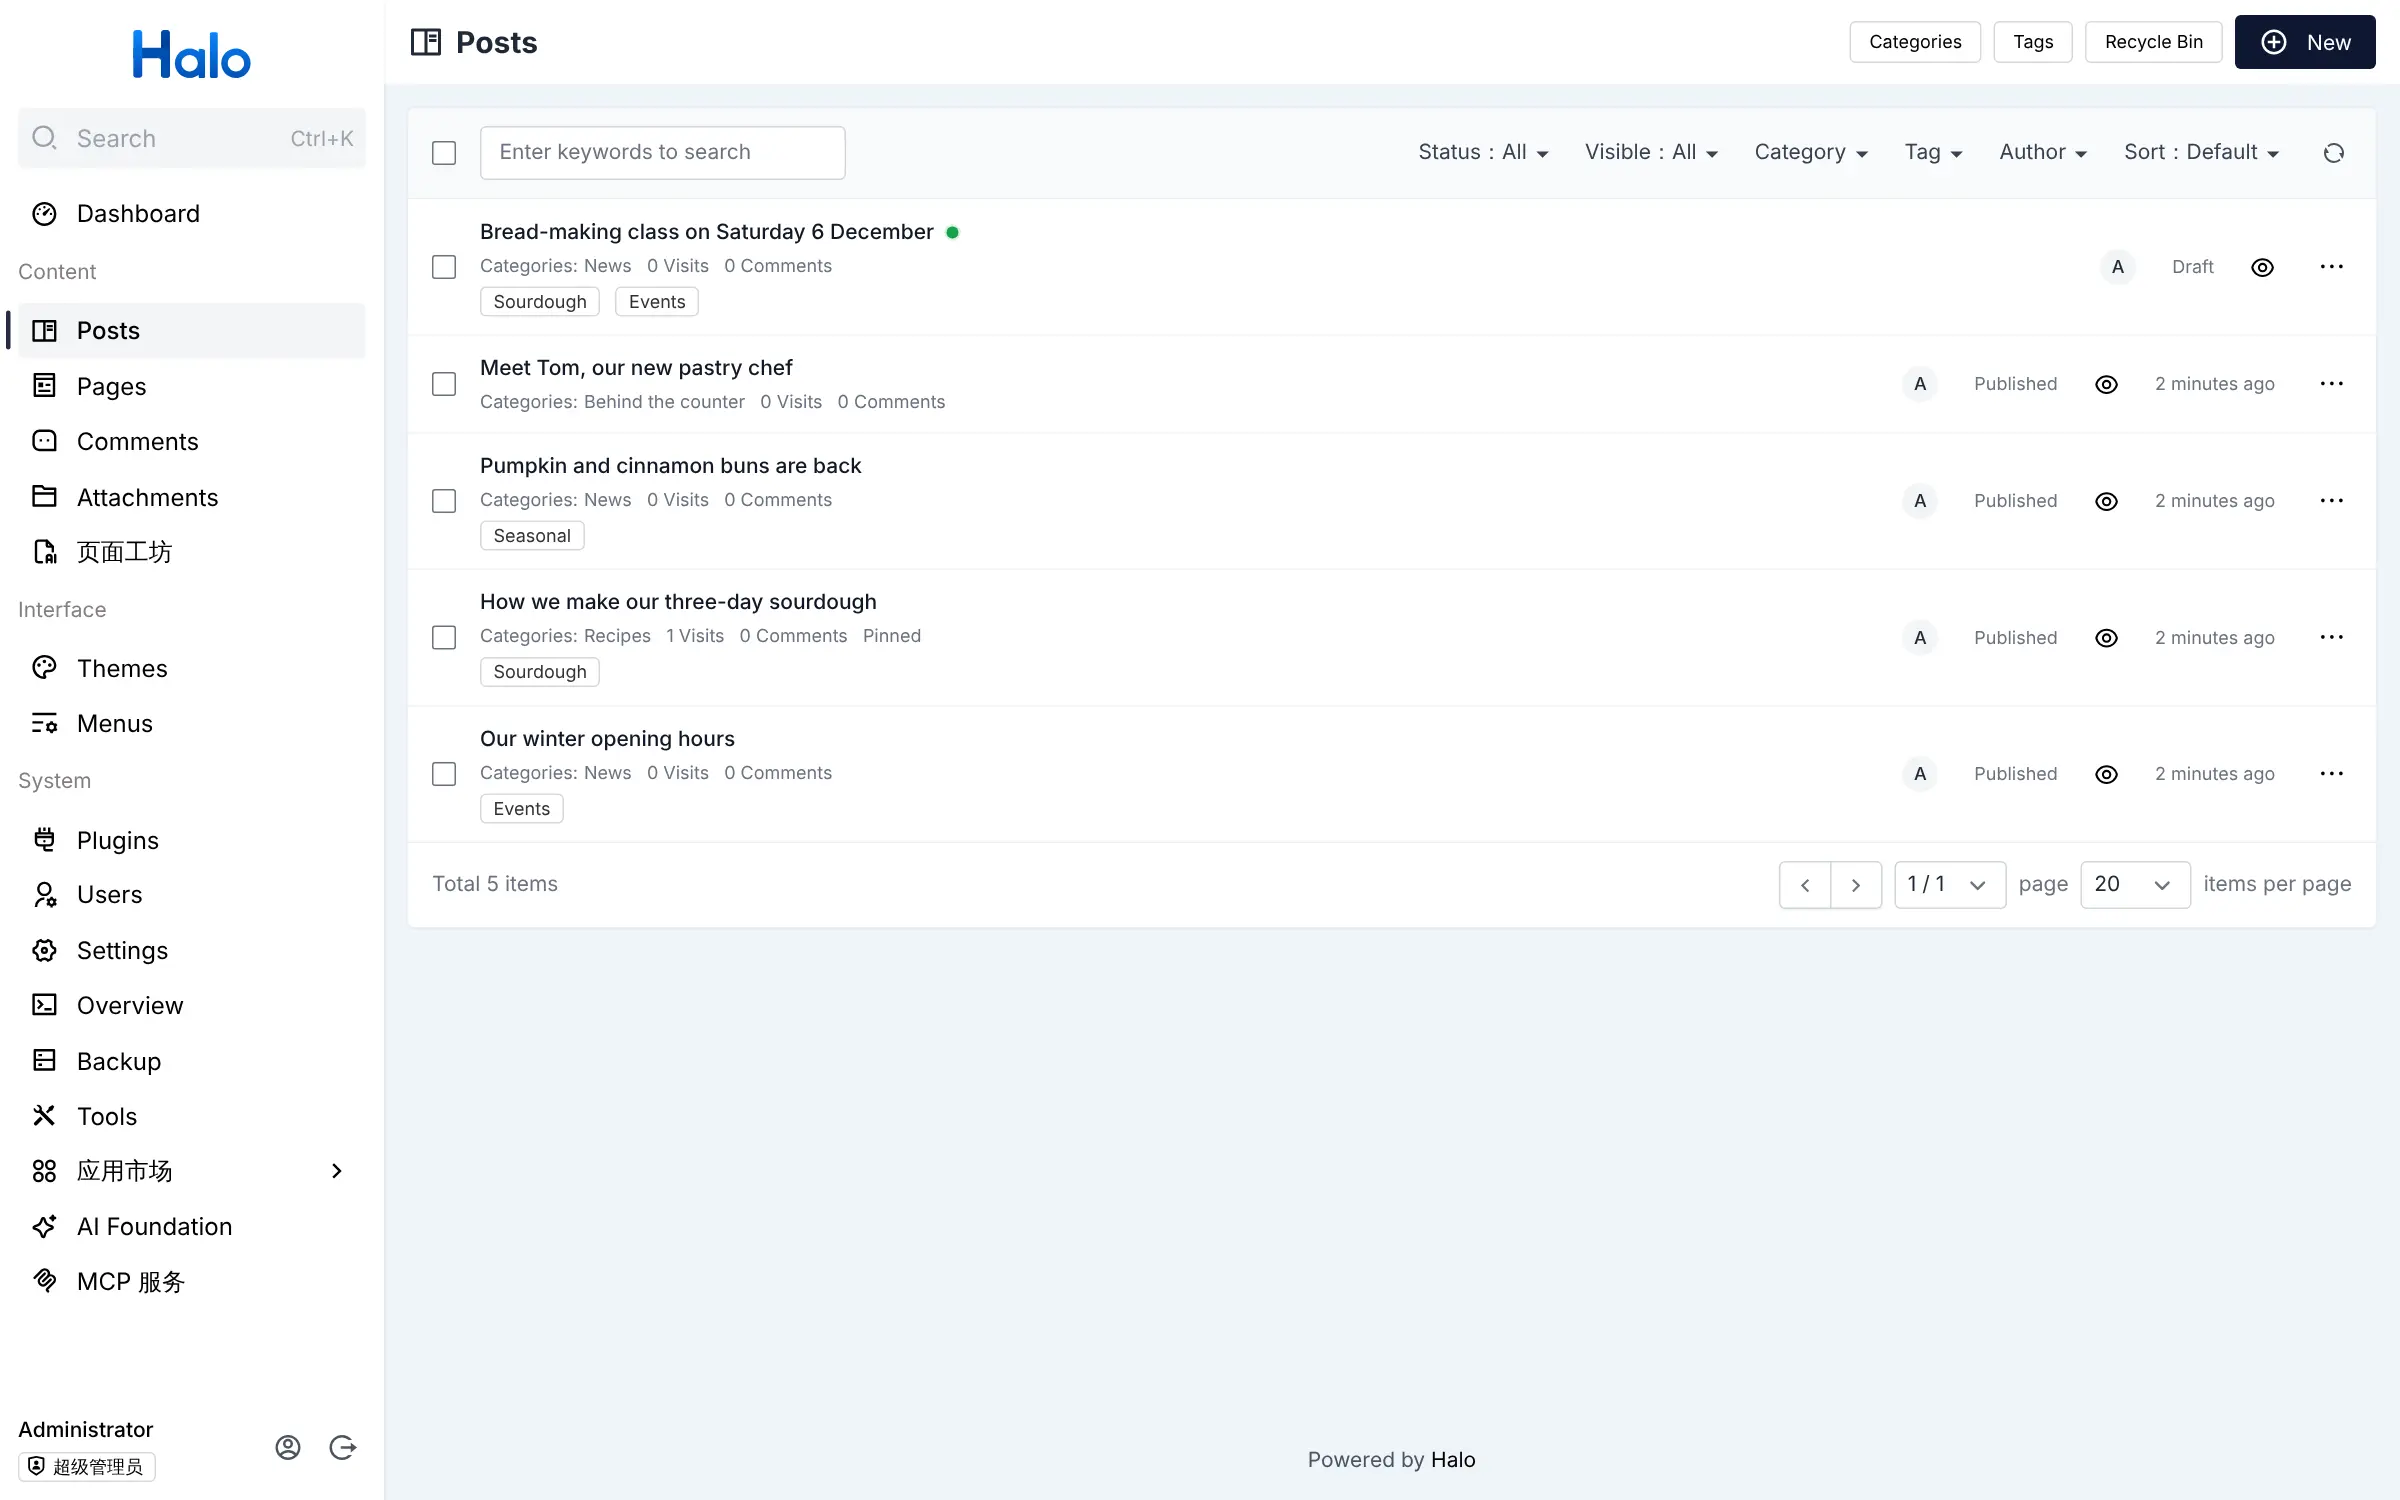 Halo
Search Ctrl+K
Dashboard
Content
Posts
Pages
Comments
Attachments
页面工坊
Interface
Themes
Menus
System
Plugins
Users
Settings
Overview
Backup
Tools
应用市场
AI Foundation
MCP 服务
Administrator
超级管理员
Posts
Categories Tags Recycle Bin New
Enter keywords to search Status : All Visible : All Category Tag Author Sort : Default
Bread-making class on Saturday 6 December
Categories: News 0 Visits 0 Comments
Sourdough Events
A Draft
Meet Tom, our new pastry chef
Categories: Behind the counter 0 Visits 0 Comments
A Published 2 minutes ago
Pumpkin and cinnamon buns are back
Categories: News 0 Visits 0 Comments
Seasonal
A Published 2 minutes ago
How we make our three-day sourdough
Categories: Recipes 1 Visits 0 Comments Pinned
Sourdough
A Published 2 minutes ago
Our winter opening hours
Categories: News 0 Visits 0 Comments
Events
A Published 2 minutes ago
Total 5 items 1 / 1 page 20 items per page
Powered by Halo